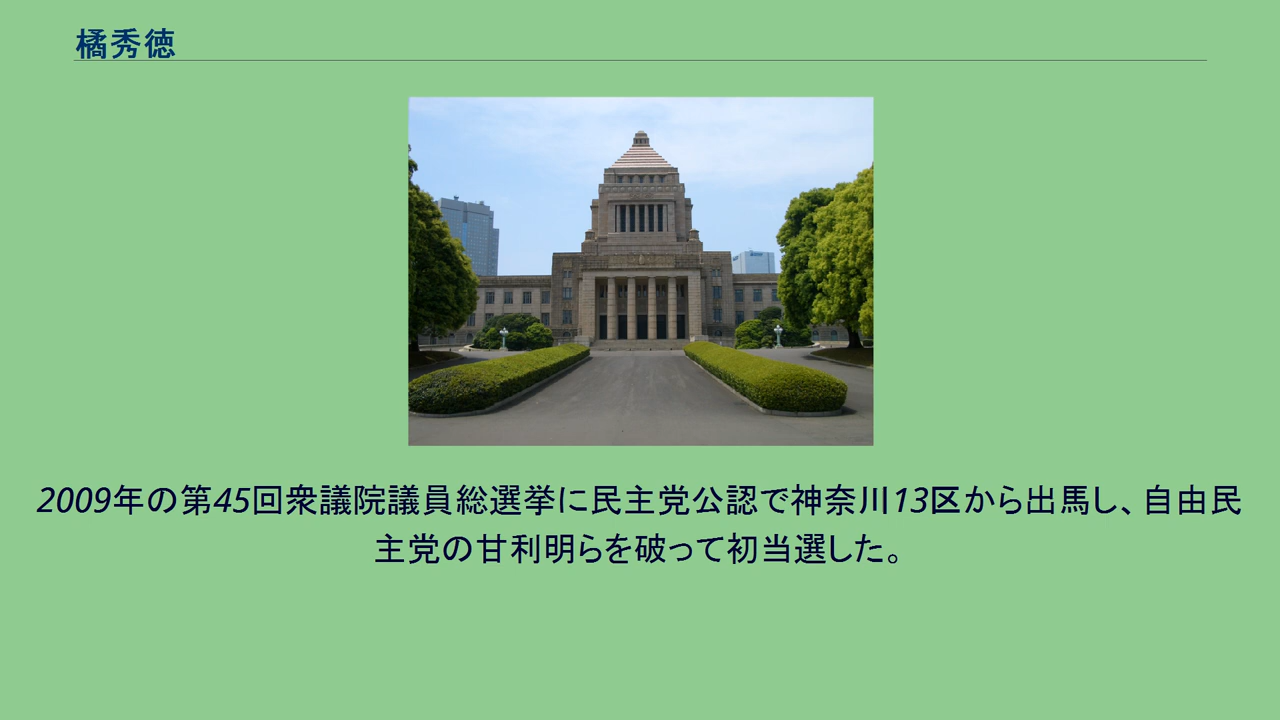 橘秀徳
2009年の第45回衆議院議員総選挙に民主党公認で神奈川13区から出馬し、自由民
主党の甘利明らを破って初当選した。